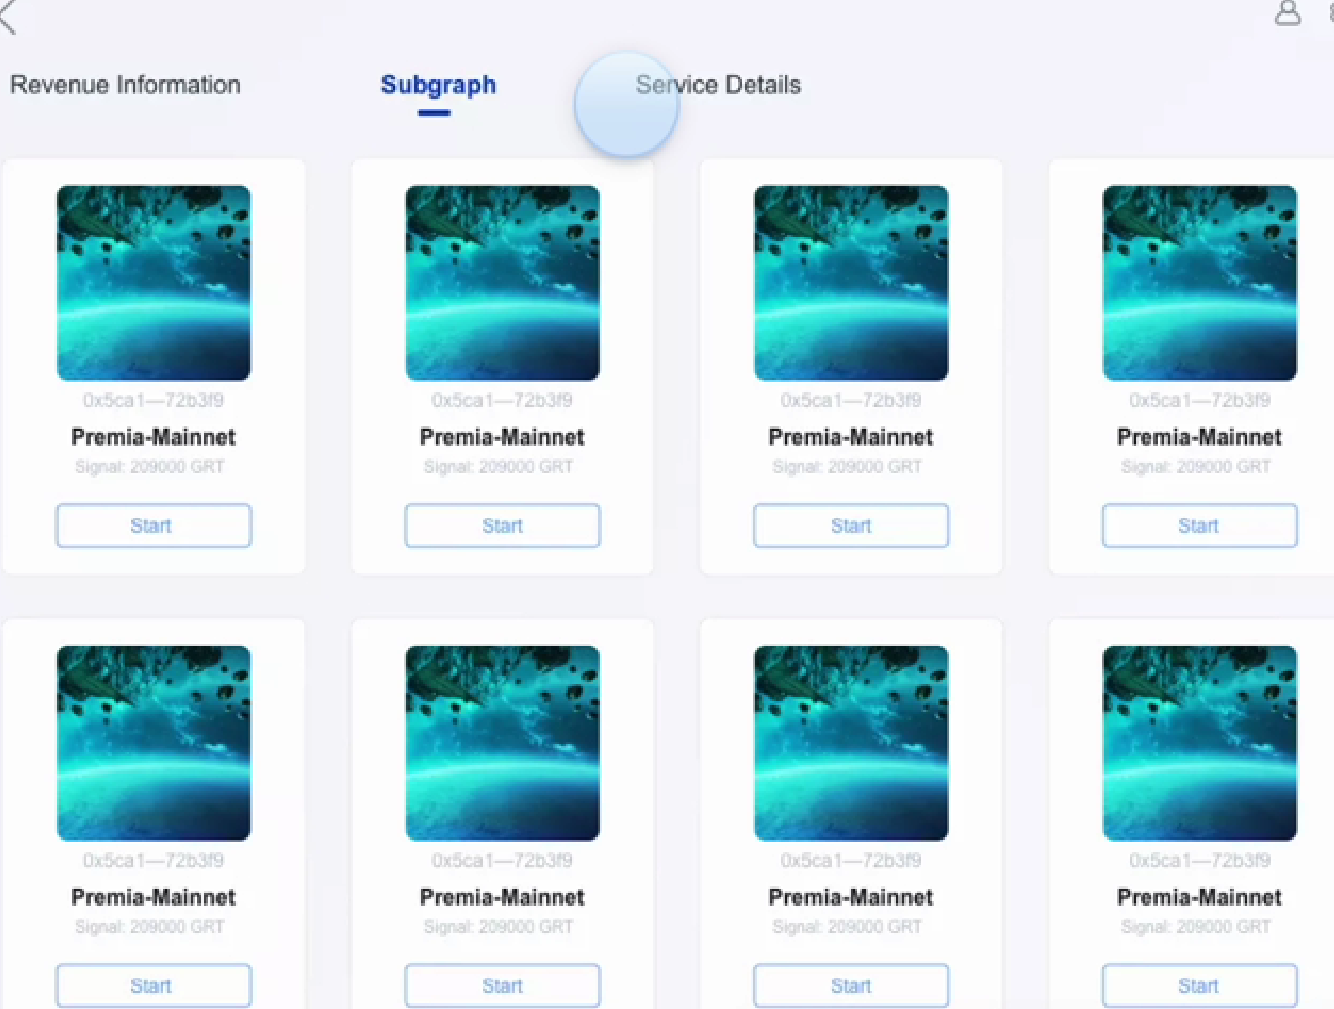 Revenue Information Subgraph Service Details
0x5ca1—72b3f9 0x5ca1—72b3f9 0x5ca1—72b3f9 0x5ca1—72b3f9
Premia-Mainnet Premia-Mainnet Premia-Mainnet Premia-Mainnet
Signal: 209000 GRT Signal: 209000 GRT Signal: 209000 GRT Signal: 209000 GRT
Start Start Start Start
0x5ca1—72b3f9 0x5ca1—72b3f9 0x5ca1—72b3f9 0x5ca1—72b3f9
Premia-Mainnet Premia-Mainnet Premia-Mainnet Premia-Mainnet
Signal: 209000 GRT Signal: 209000 GRT Signal: 209000 GRT Signal: 209000 GRT
Start Start Start Start